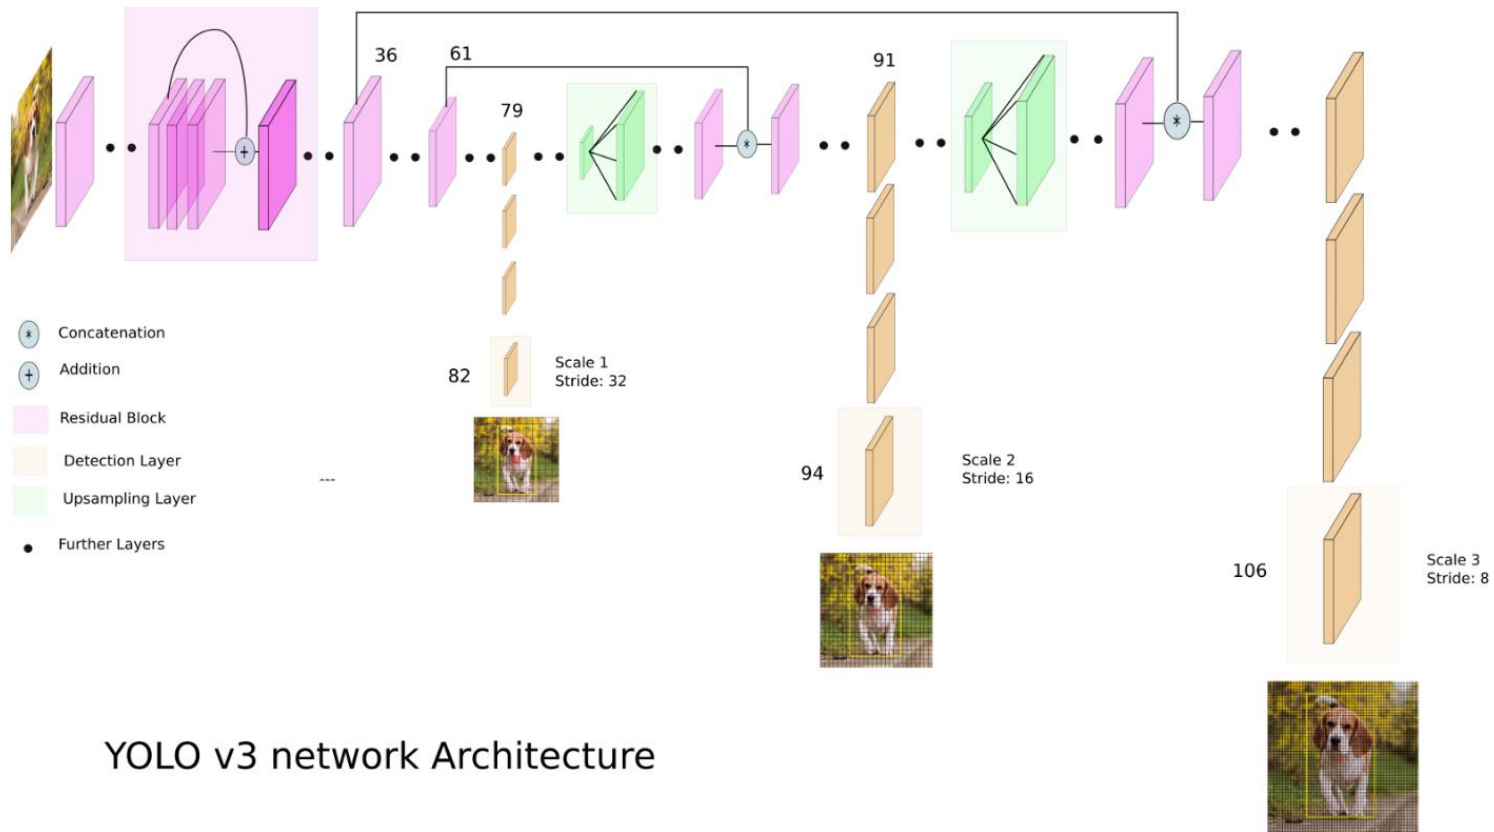 36
61
91
79
Concatenation
Addition
Residual Block
Detection Layer
Upsampling Layer
Further Layers
---
82
Scale 1
Stride: 32
94
Scale 2
Stride: 16
106
Scale 3
Stride: 8
YOLO v3 network Architecture